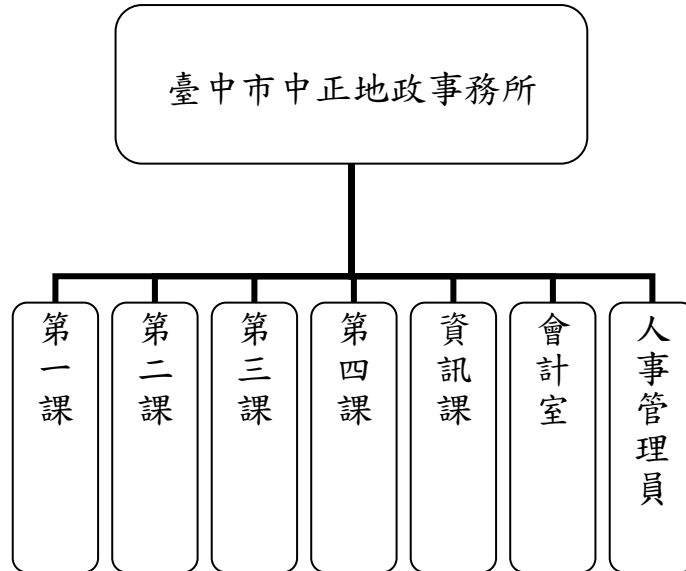 臺中市中正地政事務所
第一課
第二課
第三課
第四課
資訊課
會計室
人事管理員